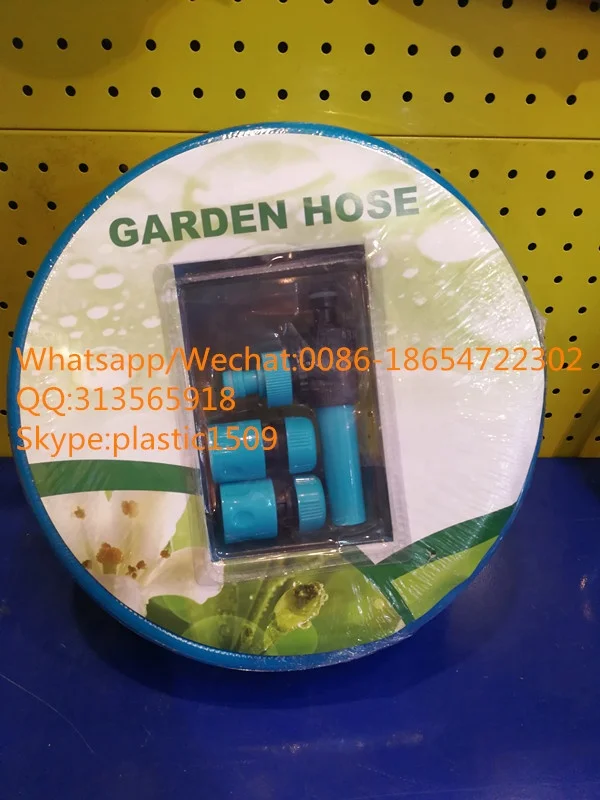 GARDEN HOSE
Whatsapp/Wechat:0086-18654722302
QQ:313565918
Skype:plastic1509